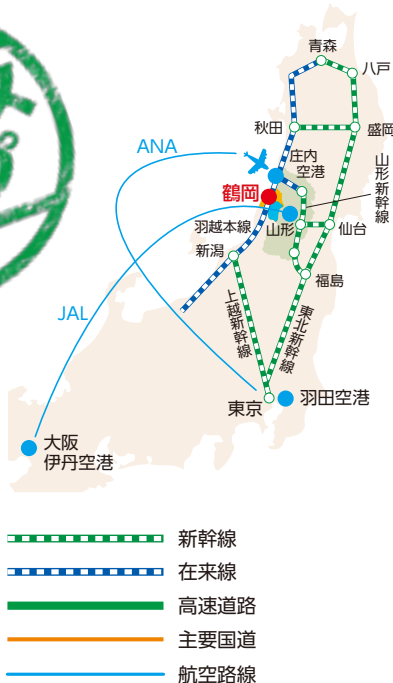 青森
八戸
秋田
盛岡
ANA
庄内
空港
山形新幹線
鶴岡
羽越本線
山形
仙台
新潟
福島
JAL
上越新幹線
東北新幹線
東京
羽田空港
大阪
伊丹空港
新幹線
在来線
高速道路
主要国道
航空路線